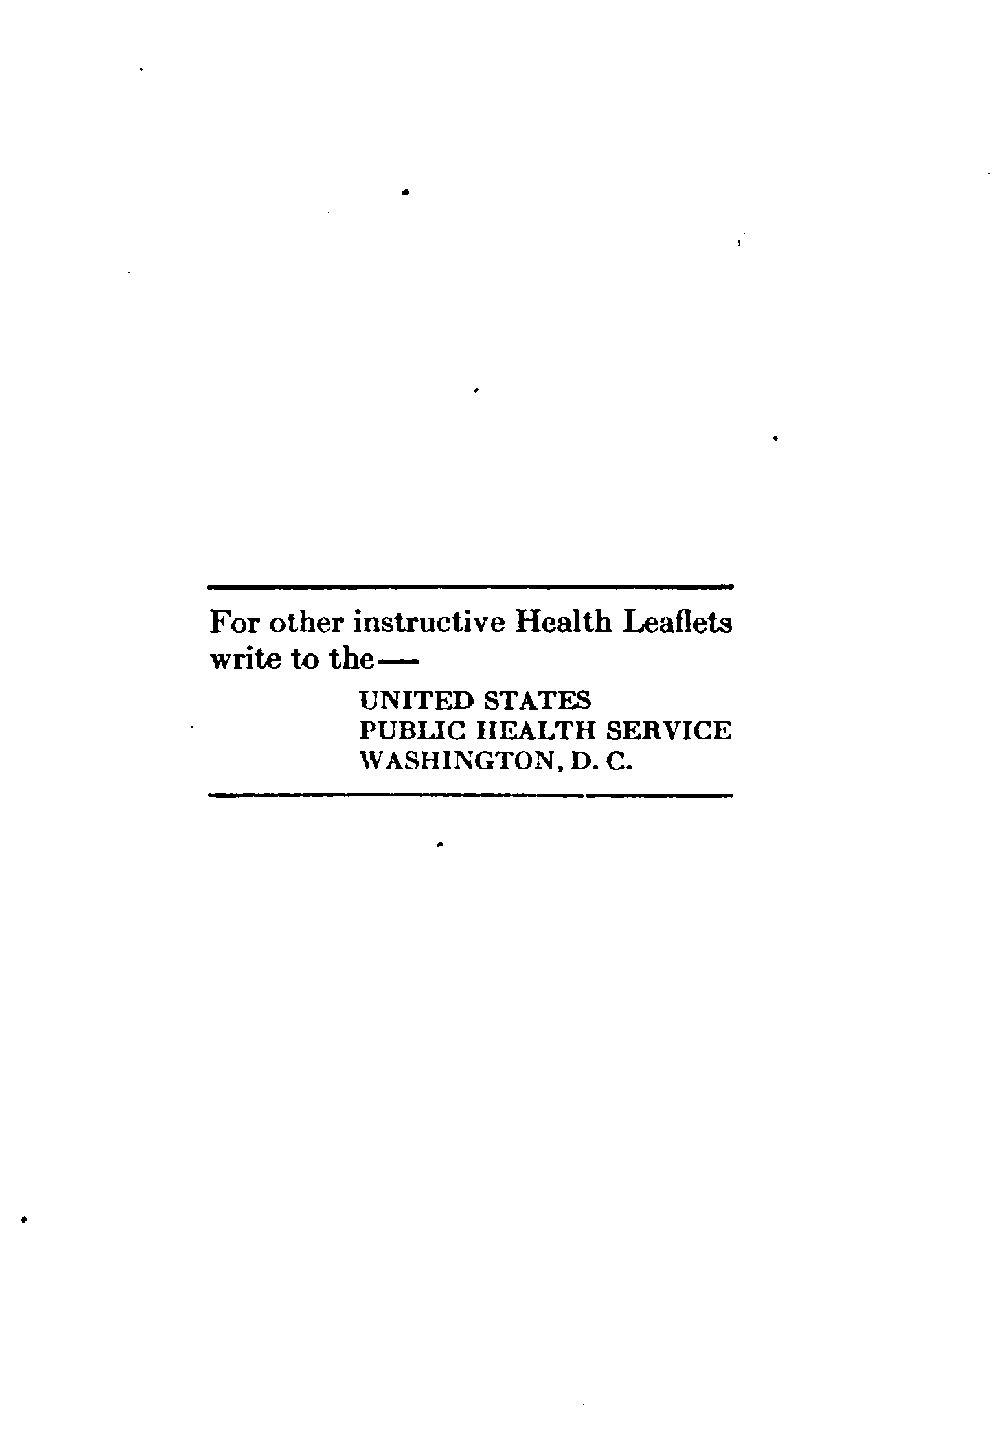 For other instructive Health Leaflets
write to the—
UNITED STATES
PUBLIC HEALTH SERVICE
WASHINGTON, D. C.